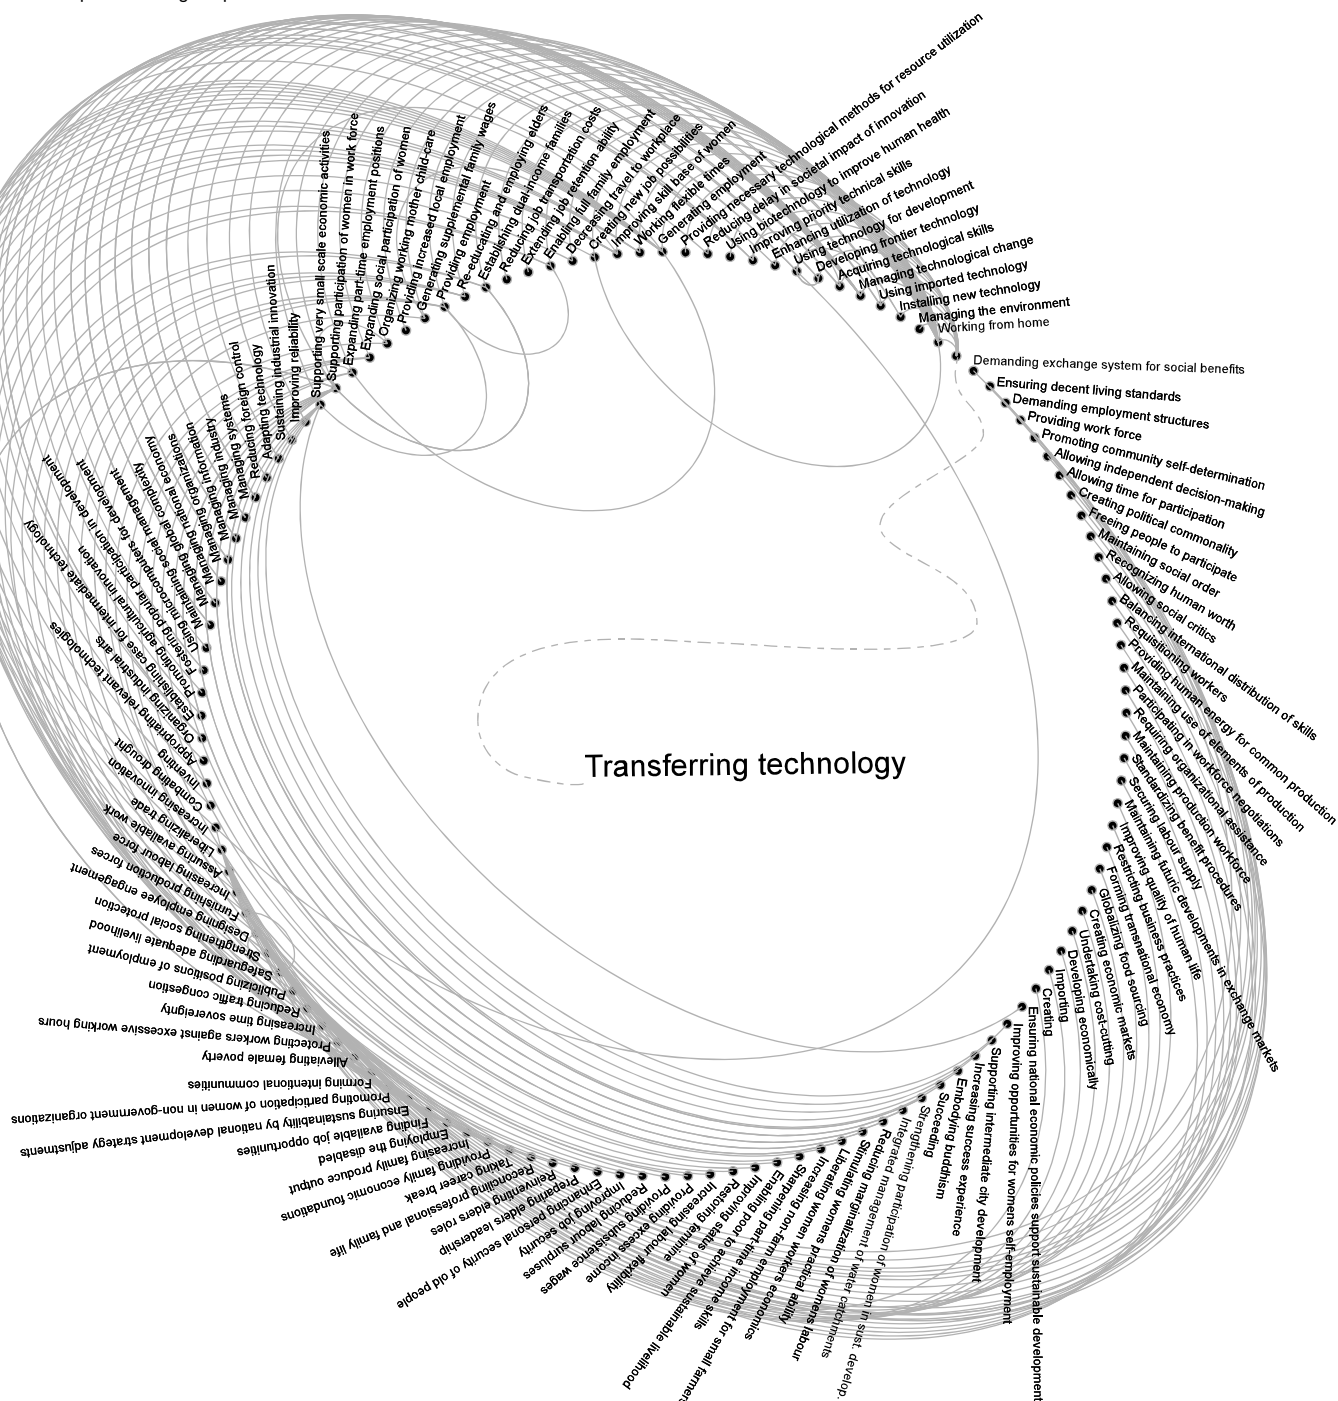 Supporting very small scale economic activities
Supporting participation of women in work force
Expanding part-time employment positions
Expanding social participation of women
Organizing working mother child-care
Providing increased local employment
Generating supplemental family wages
Providing employment
Re-educating and employing elders
Establishing dual-income families
Reducing job transportation costs
Extending job retention ability
Enabling full family employment
Decreasing travel to workplace
Creating new job possibilities
Improving skill base of women
Working flexible times
Generating employment
Providing necessary technological methods for resource utilization
Reducing delay in societal impact of innovation
Using biotechnology to improve human health
Improving priority technical skills
Enhancing utilization of technology
Using technology for development
Developing frontier technology
Acquiring technological skills
Managing technological change
Using imported technology
Installing new technology
Managing the environment
Working from home
Demanding exchange system for social benefits
Ensuring decent living standards
Demanding employment structures
Providing work force
Promoting community self-determination
Allowing independent decision-making
Allowing time for participation
Creating political commonality
Freeing people to participate
Maintaining social order
Recognizing human worth
Allowing social critics
Balancing international distribution of skills
Requisitioning workers
Providing human energy for common production
Maintaining use of elements of production
Participating in workforce negotiations
Requiring organizational assistance
Maintaining production workforce
Standardizing benefit procedures
Securing labour supply
Maintaining futuric developments in exchange markets
Improving quality of human life
Restricting business practices
Forming transnational economy
Globalizing food sourcing
Creating economic markets
Undertaking cost-cutting
Developing economically
Importing
Creating
Ensuring national economic policies support sustainable development
Improving opportunities for womens self-employment
Supporting intermediate city development
Increasing success experience
Embodying buddhism
Succeeding
Strengthening participation of women in sust. develop.
Integrated management of water catchments
Reducing marginalization of womens labour
Stimulating womens practical ability
Liberating women
Increasing workers economics
Sharpening non-farm employment for small farmers
Enabling part-time income skills
Improving poor to achieve sustainable livelihood
Restoring status of women
Increasing feminine
Providing labour flexibility
Providing excess income
Reducing subsistence wages
Improving labour surpluses
Enhancing job security
Preparing personal security of old people
Reinventing elders leadership
Reconciling elders roles
Taking professional and family life
Providing career break
Increasing family economic foundations
Employing family produce output
Finding the disabled
Ensuring available job opportunities
Promoting sustainability by national development strategy adjustments
Forming participation of women in non-government organizations
intentional communities
Alleviating female poverty
Protecting workers against excessive working hours
Increasing time sovereignty
Reducing traffic congestion
Publicizing positions of employment
Safeguarding adequate livelihood
Strengthening social protection
Designing employee engagement
Furnishing production forces
Increasing labour force
Assuring available work
Liberalizing trade
Increasing innovation
Combating drought
Inventing
Appropriating relevant technologies
Organizing industrial arts
Establishing case for intermediate technology
Promoting agricultural innovation
Fostering popular participation in development
Using microcomputers for development
Maintaining social management
Managing global complexity
Managing national economy
Managing organizations
Managing information
Managing industry
Managing systems
Reducing foreign control
Adapting technology
Sustaining industrial innovation
Improving reliability
Transferring technology